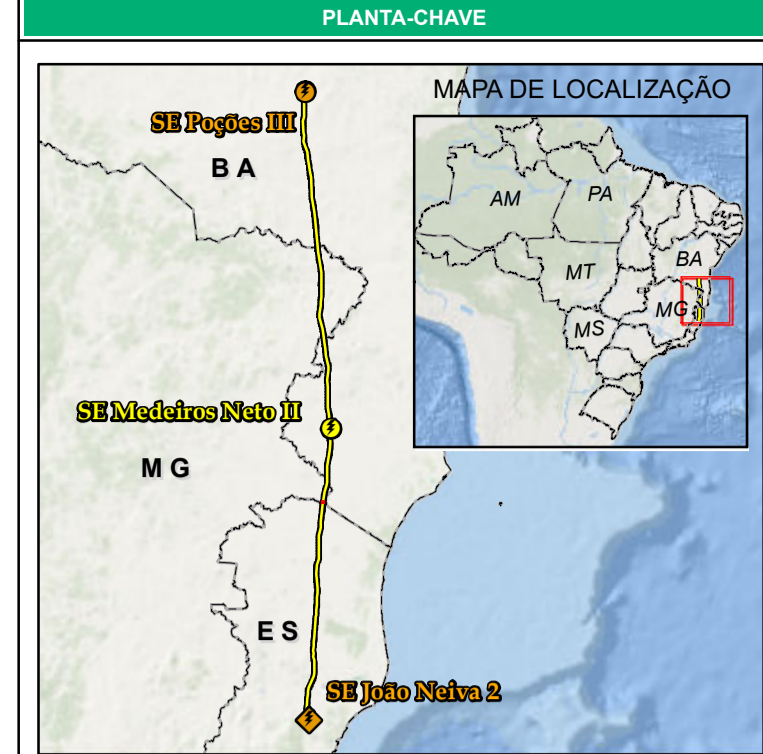 PLANTA-CHAVE
MAPA DE LOCALIZAÇÃO
SE Poções III
B A
AM
PA
BA
MT
MG
MS
SE Medeiros Neto II
M G
E S
SE João Neiva 2